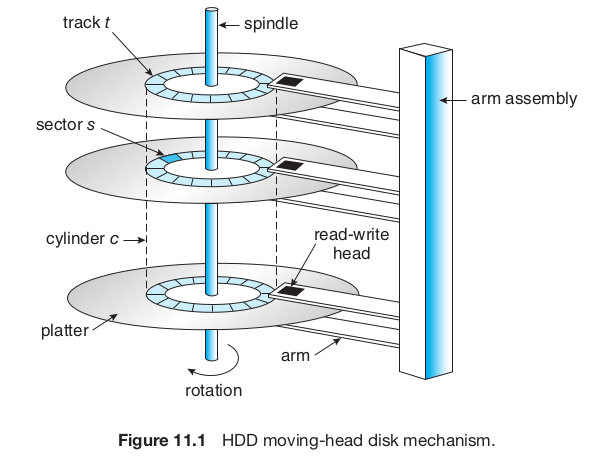 track t
spindle
arm assembly
sector s
cylinder c
read-write
head
platter
arm
rotation
Figure 11.1 HDD moving-head disk mechanism.